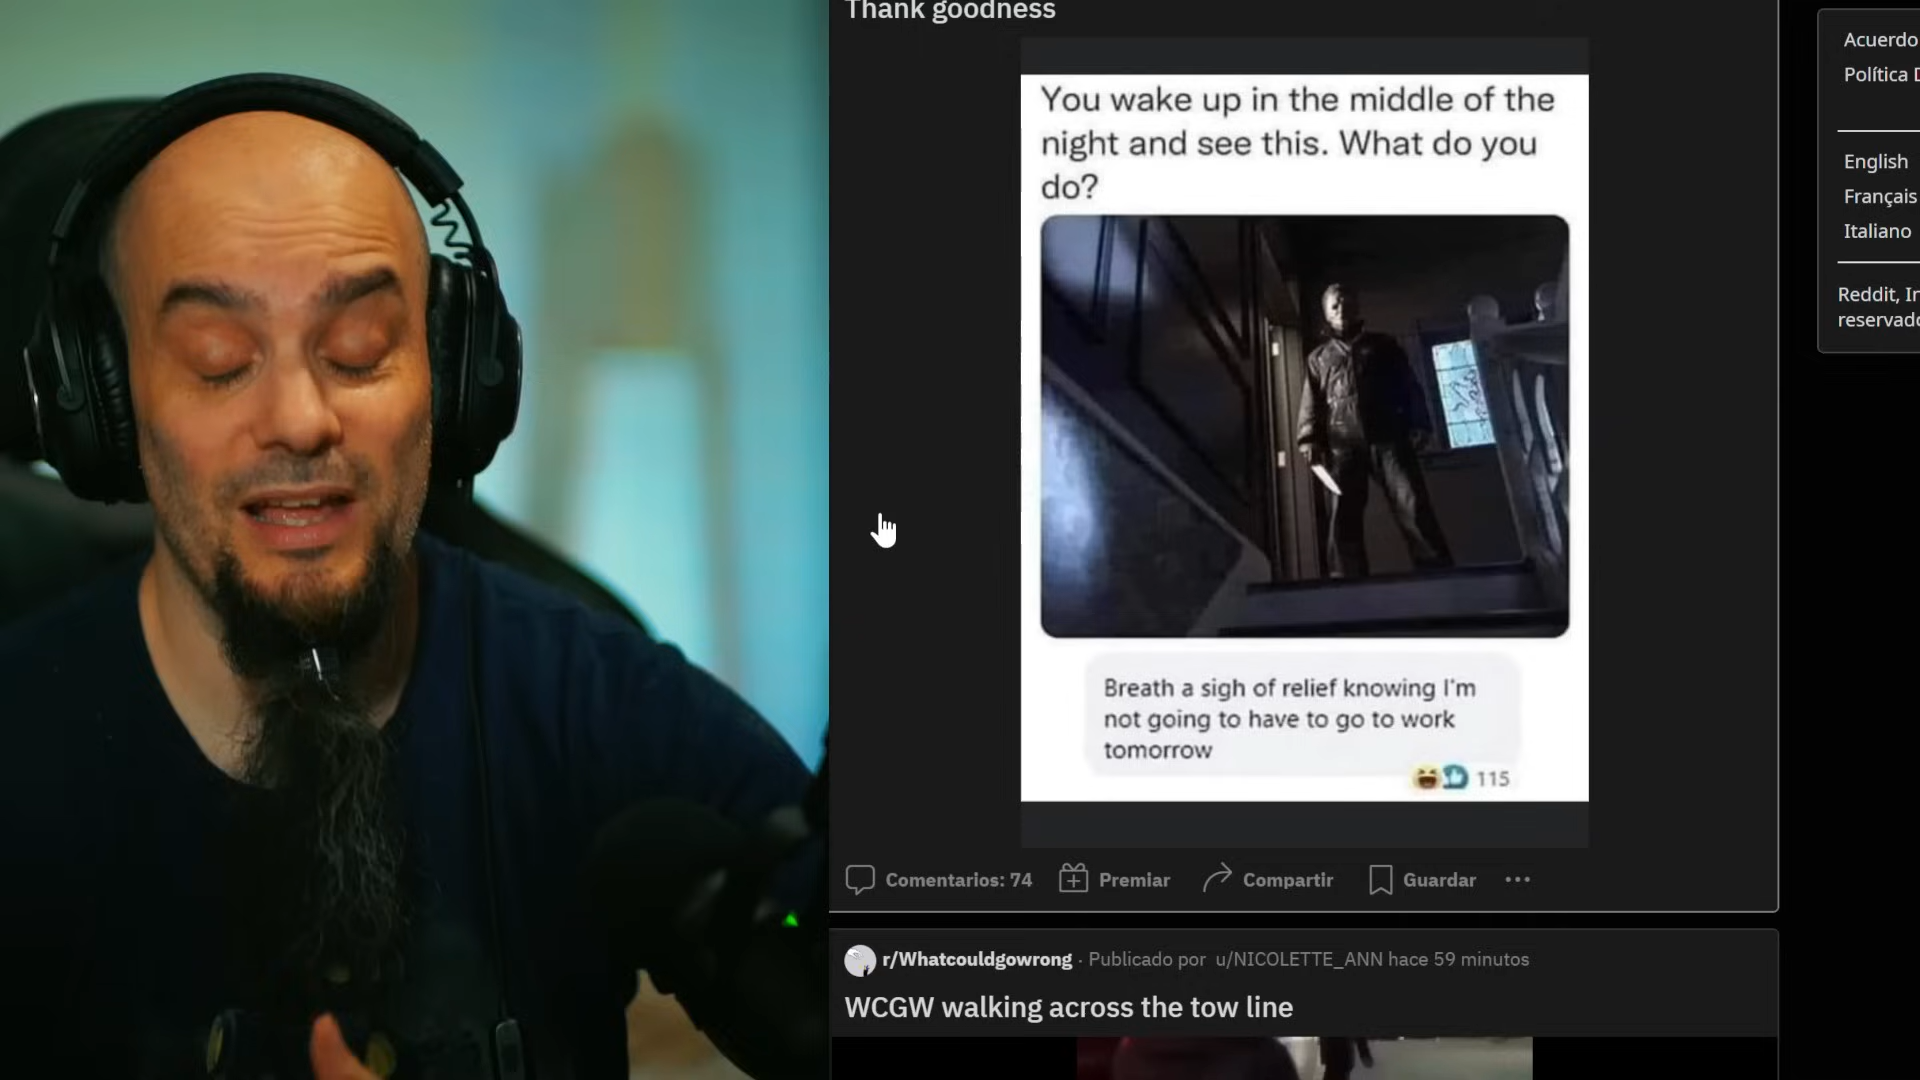 Thank goodness
You wake up in the middle of the
night and see this. What do you
do?
Breath a sigh of relief knowing I'm
not going to have to go to work
tomorrow
115
Comentarios: 74 Premiar Compartir Guardar
r/Whatcouldgowrong · Publicado por u/NICOLETTE_ANN hace 59 minutos
WCGW walking across the tow line
Acuerdo
Política
English
Français
Italiano
Reddit,